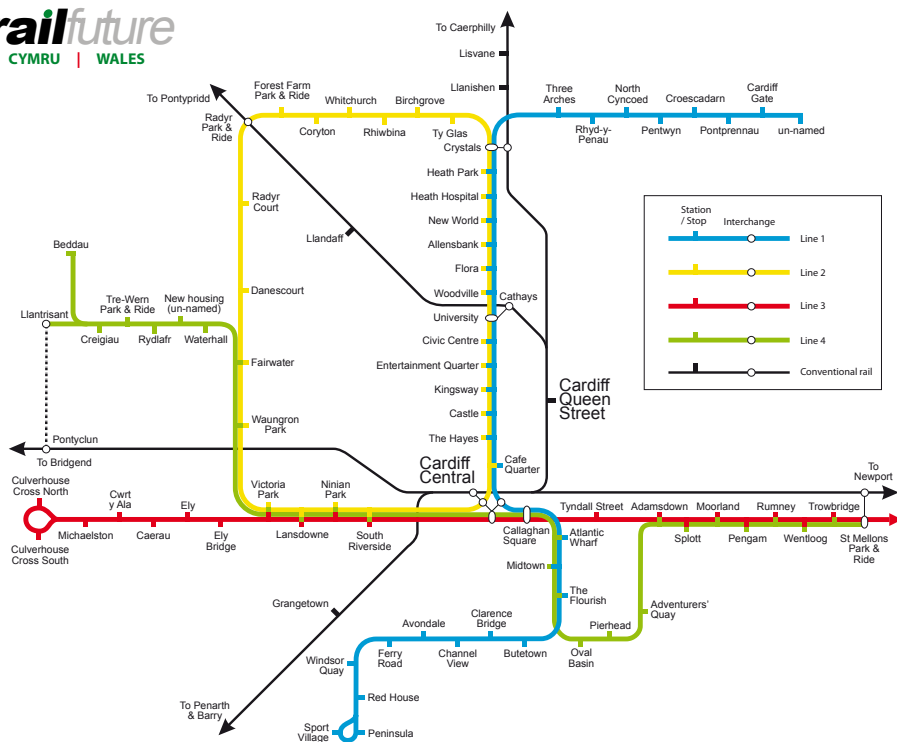 railfuture
CYMRU | WALES
To Caerphilly
Lisvane
Llanishen
To Pontypridd
Radyr
Park &
Ride
Forest Farm
Park & Ride
Coryton
Whitchurch
Rhiwbina
Birchgrove
Ty Glas
Crystals
Three
Arches
Rhyd-y-
Penau
North
Cyncoed
Pentwyn
Croescadarn
Pontprennau
Cardiff
Gate
un-named
Heath Park
Heath Hospital
New World
Allensbank
Flora
Woodville
Cathays
University
Civic Centre
Entertainment Quarter
Kingsway
Castle
The Hayes
Cafe
Quarter
Radyr
Court
Llandaff
Danescourt
Fairwater
Waungron
Park
Beddau
Llantrisant
Creigiau
Tre-Wern
Park & Ride
Rydlafr
New housing
(un-named)
Waterhall
Station
/ Stop
Interchange
Line 1
Line 2
Line 3
Line 4
Conventional rail
Cardiff
Queen
Street
Pontyclun
To Bridgend
Cardiff
Central
To
Newport
Culverhouse
Cross North
Culverhouse
Cross South
Michaelston
Cwrt
y Ala
Caerau
Ely
Ely
Bridge
Victoria
Park
Lansdowne
Ninian
Park
South
Riverside
Callaghan
Square
Tyndall Street
Atlantic
Wharf
Midtown
The
Flourish
Adamsdown
Splott
Moorland
Pengam
Rumney
Wentloog
Trowbridge
St Mellons
Park &
Ride
Adventurers'
Quay
Pierhead
Oval
Basin
Grangetown
To Penarth
& Barry
Clarence
Bridge
Butetown
Avondale
Channel
View
Ferry
Road
Windsor
Quay
Red House
Sport
Village
Peninsula